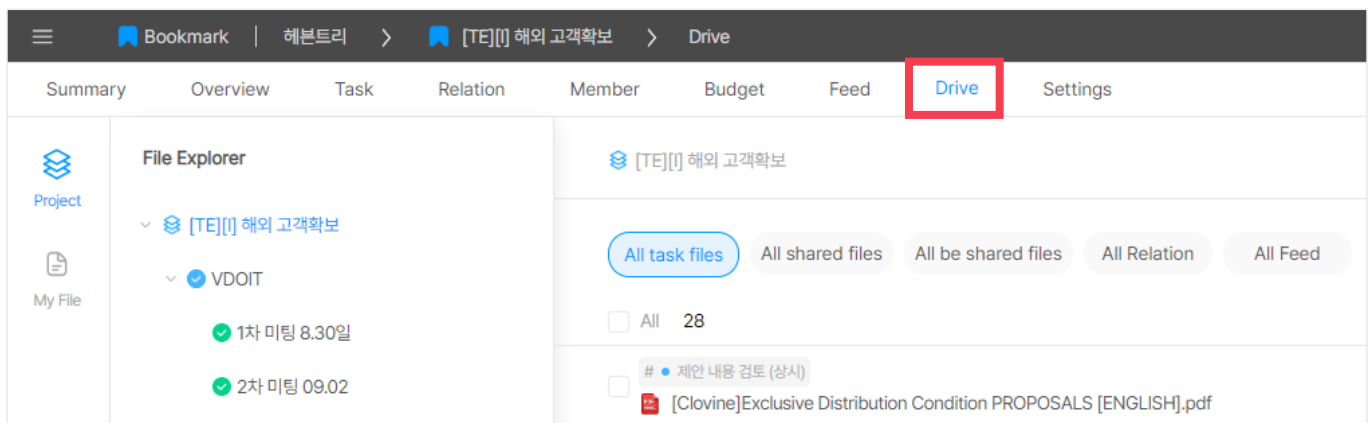 Bookmark | 헤븐트리 > [TE][I] 해외 고객확보 > Drive
Summary Overview Task Relation Member Budget Feed Drive Settings
Project
My File
File Explorer
[TE][I] 해외 고객확보
VDOIT
1차 미팅 8.30일
2차 미팅 09.02
[TE][I] 해외 고객확보
All task files All shared files All be shared files All Relation All Feed
All 28
# 제안 내용 검토 (상시)
[Clovine]Exclusive Distribution Condition PROPOSALS [ENGLISH].pdf